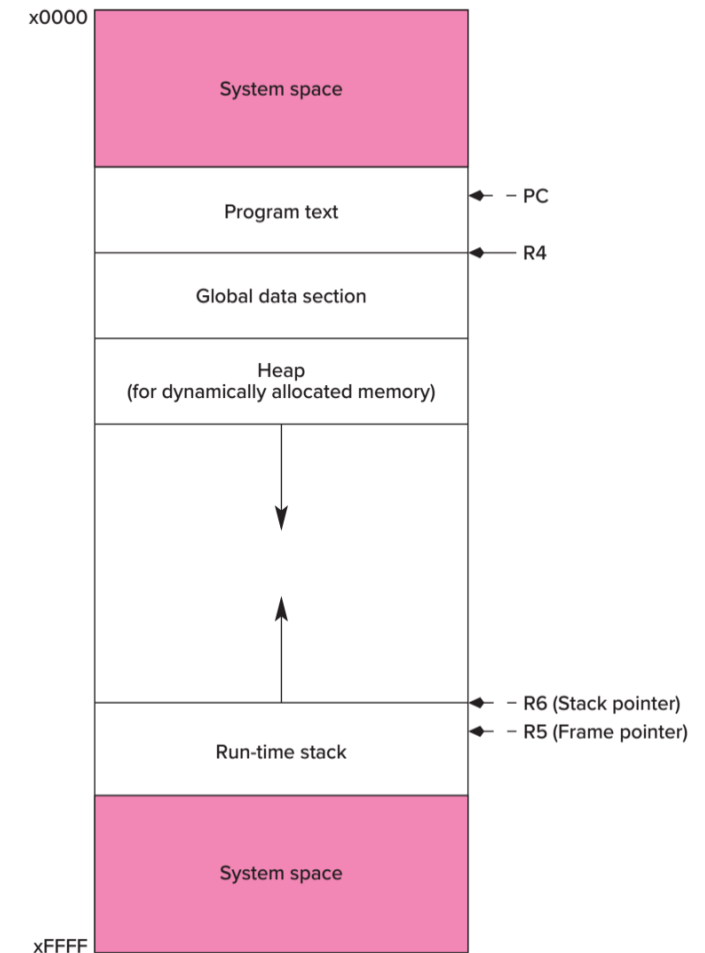 x0000
System space
PC
Program text
R4
Global data section
Heap
(for dynamically allocated memory)
R6 (Stack pointer)
R5 (Frame pointer)
Run-time stack
System space
xFFFF